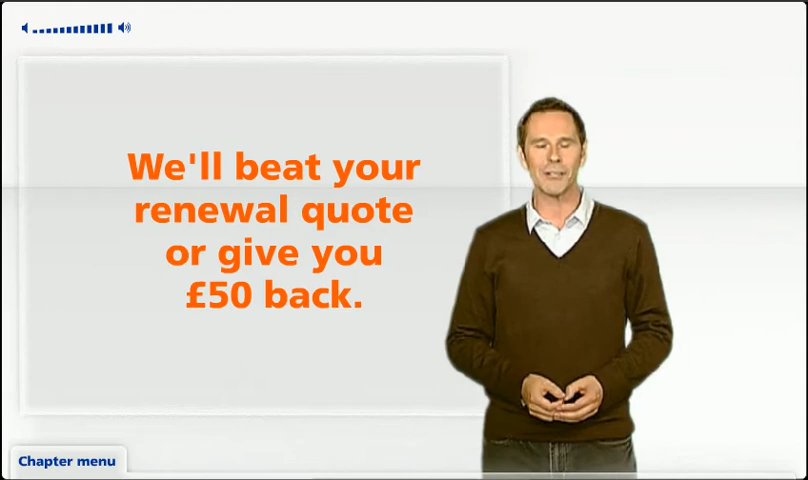 We'll beat your
renewal quote
or give you
£50 back.
Chapter menu